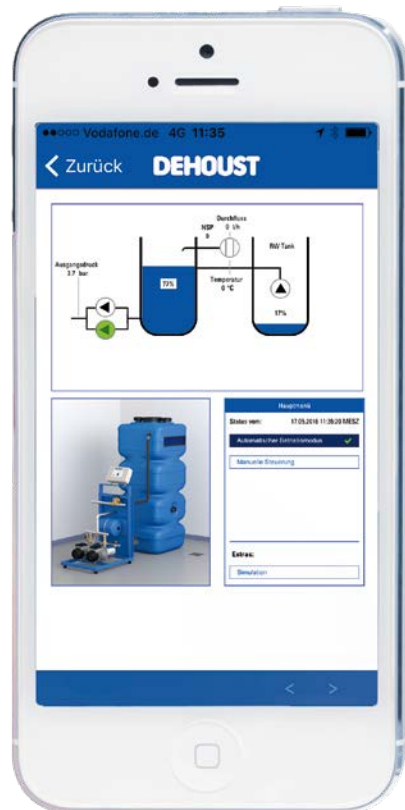 Vodafone.de 4G 11:35
Zurück DEHOUST
Durchfluss
NSP 0 l/h
0
RW Tank
Ausgangsdruck
3.7 bar
73%
Temperatur
0 °C
17%
Hauptmenü
Status vom: 17.05.2016 11:35:20 MESZ
Automatischer Betriebsmodus
Manuelle Steuerung
Extras:
Simulation